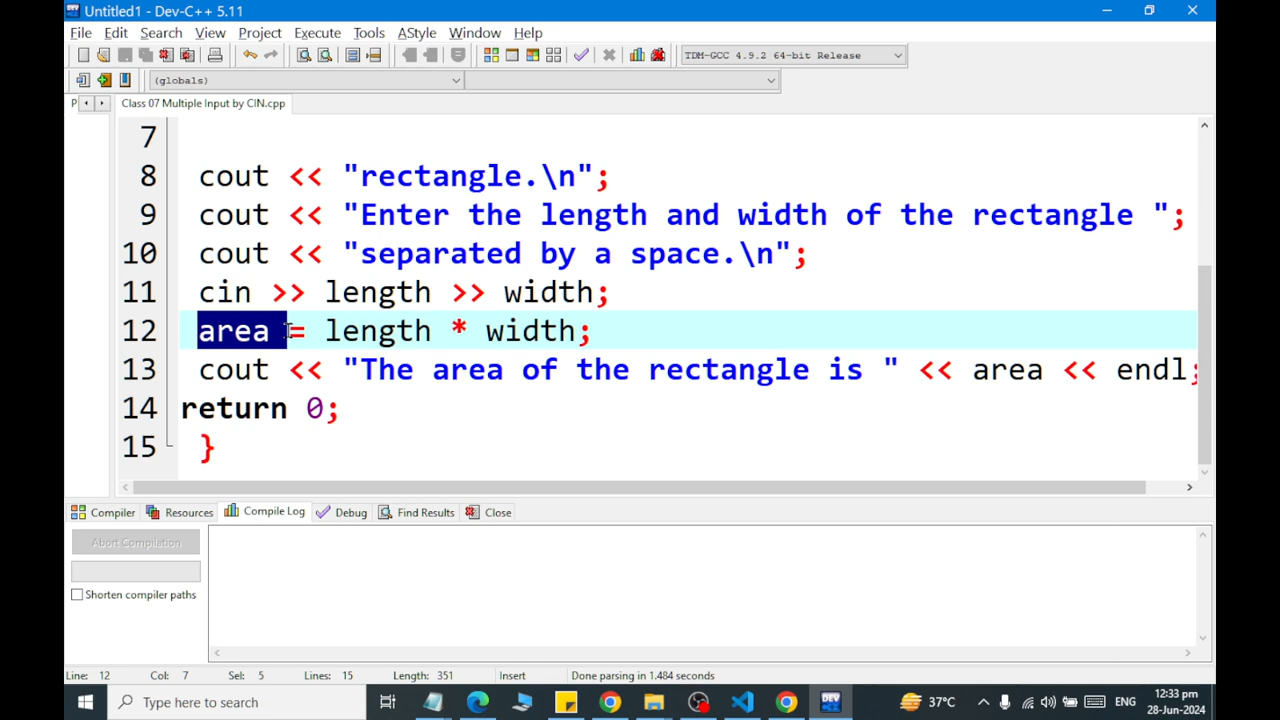 Untitled1 - Dev-C++ 5.11
File Edit Search View Project Execute Tools AStyle Window Help
TDM-GCC 4.9.2 64-bit Release
(globals)
P Class 07 Multiple Input by CIN.cpp
7
8 cout << "rectangle.\n";
9 cout << "Enter the length and width of the rectangle ";
10 cout << "separated by a space.\n";
11 cin >> length >> width;
12 area = length * width;
13 cout << "The area of the rectangle is " << area << endl;
14 return 0;
15 }
Compiler Resources Compile Log Debug Find Results Close
Abort Compilation
Shorten compiler paths
Line: 12 Col: 7 Sel: 5 Lines: 15 Length: 351 Insert Done parsing in 1.484 seconds
Type here to search 37°C ENG 12:33 pm
28-Jun-2024